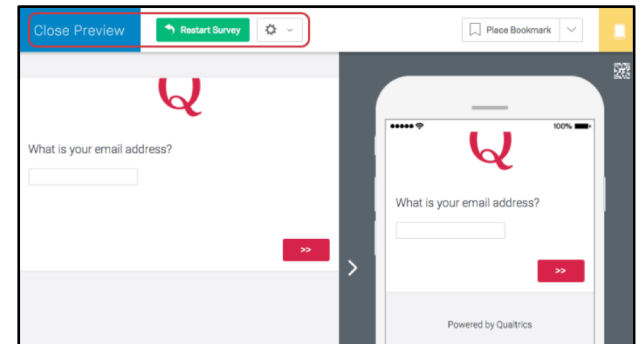 Close Preview
Restart Survey
Place Bookmark
Q
What is your email address?
>>
100%
Q
What is your email address?
>>
Powered by Qualtrics